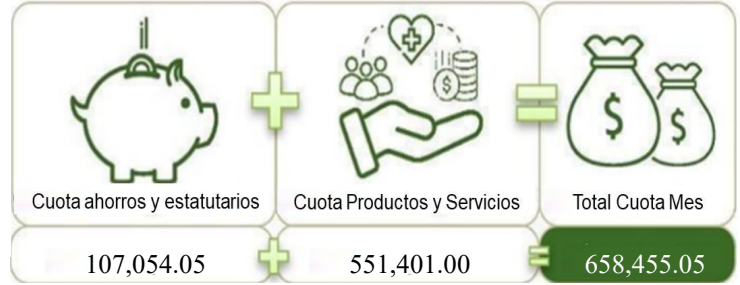 Cuota ahorros y estatutarios
Cuota Productos y Servicios
Total Cuota Mes
107,054.05
551,401.00
658,455.05